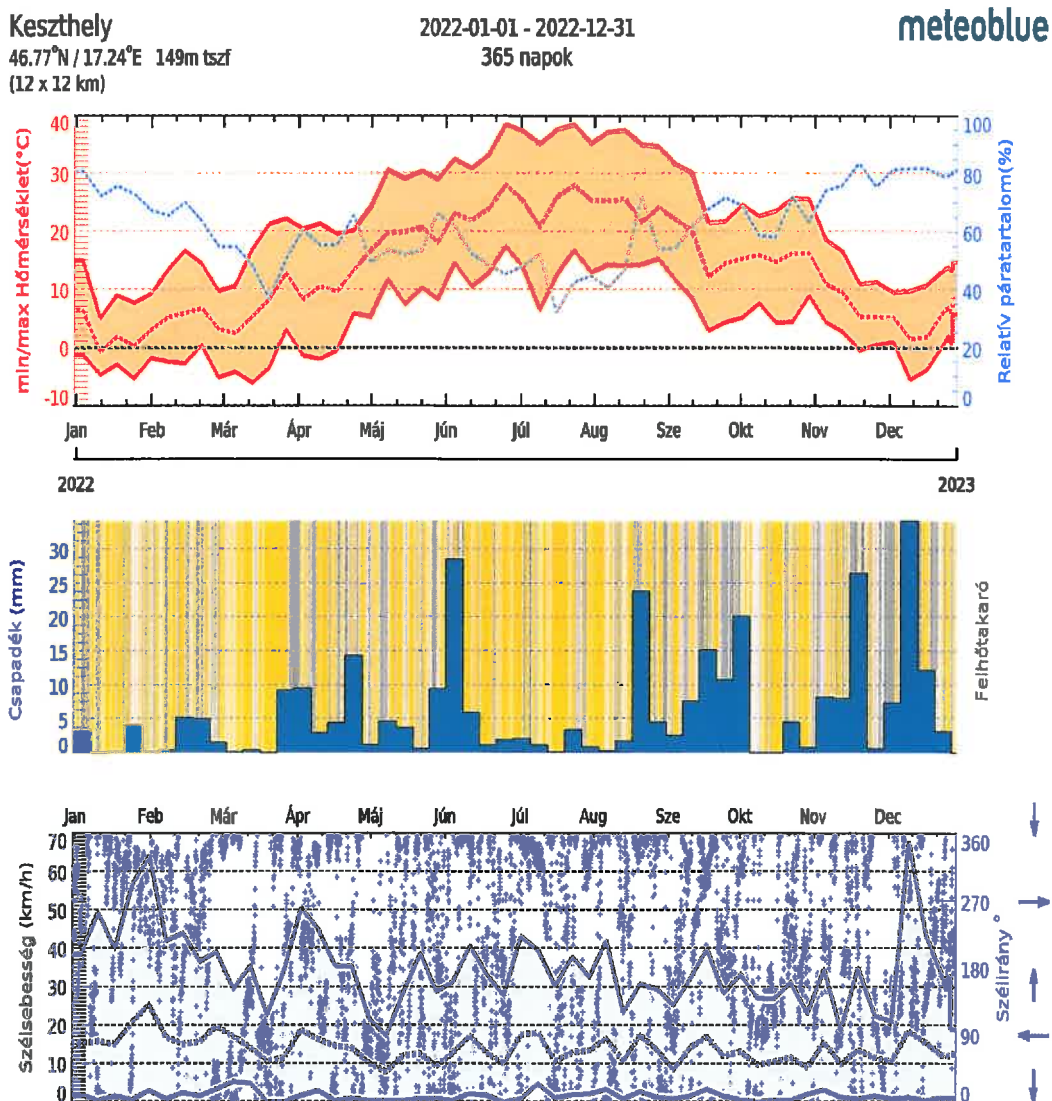 Keszthely
2022-01-01 - 2022-12-31
meteoblue
46.77°N / 17.24°E 149m tszf
365 napok
(12 x 12 km)
min/max Hőmérséklet(°C)
40
30
20
10
0
-10
100
80
60
40
20
0
Relatív páratartalom(%)
Jan Feb Már Ápr Máj Jún Júl Aug Sze Okt Nov Dec
2022 2023
Csapadék (mm)
30
25
20
15
10
5
0
Felhőtakaró
Jan Feb Már Ápr Máj Jún Júl Aug Sze Okt Nov Dec
Szélsebesség (km/h)
70
60
50
40
30
20
10
0
360
270
180
90
0
Szélirány °